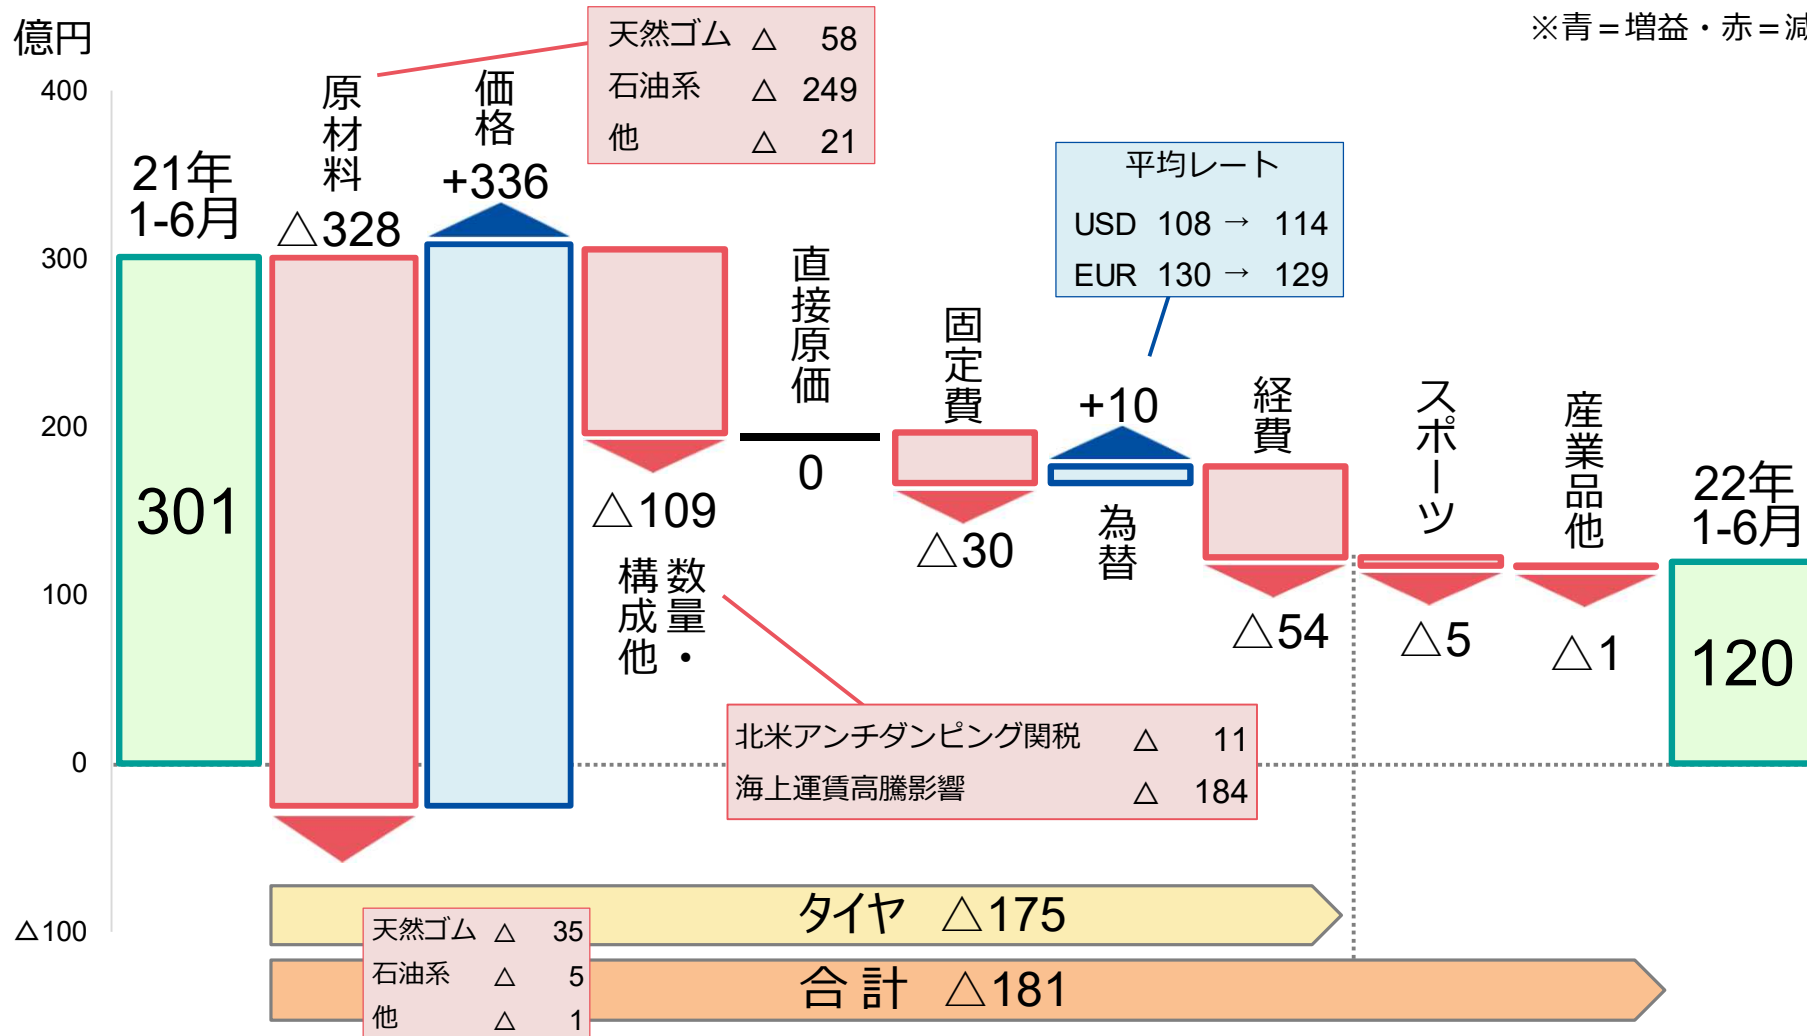 億円
※青=増益・赤=減
400
300
200
100
0
△100
21年
1-6月
301
原材料
△328
天然ゴム △ 58
石油系 △ 249
他 △ 21
価格
+336
△109
数量・
構成他
北米アンチダンピング関税 △ 11
海上運賃高騰影響 △ 184
直接原価
0
固定費
△30
平均レート
USD 108 → 114
EUR 130 → 129
+10
為替
経費
△54
スポーツ
△5
産業品他
△1
22年
1-6月
120
タイヤ △175
合計 △181
天然ゴム △ 35
石油系 △ 5
他 △ 1